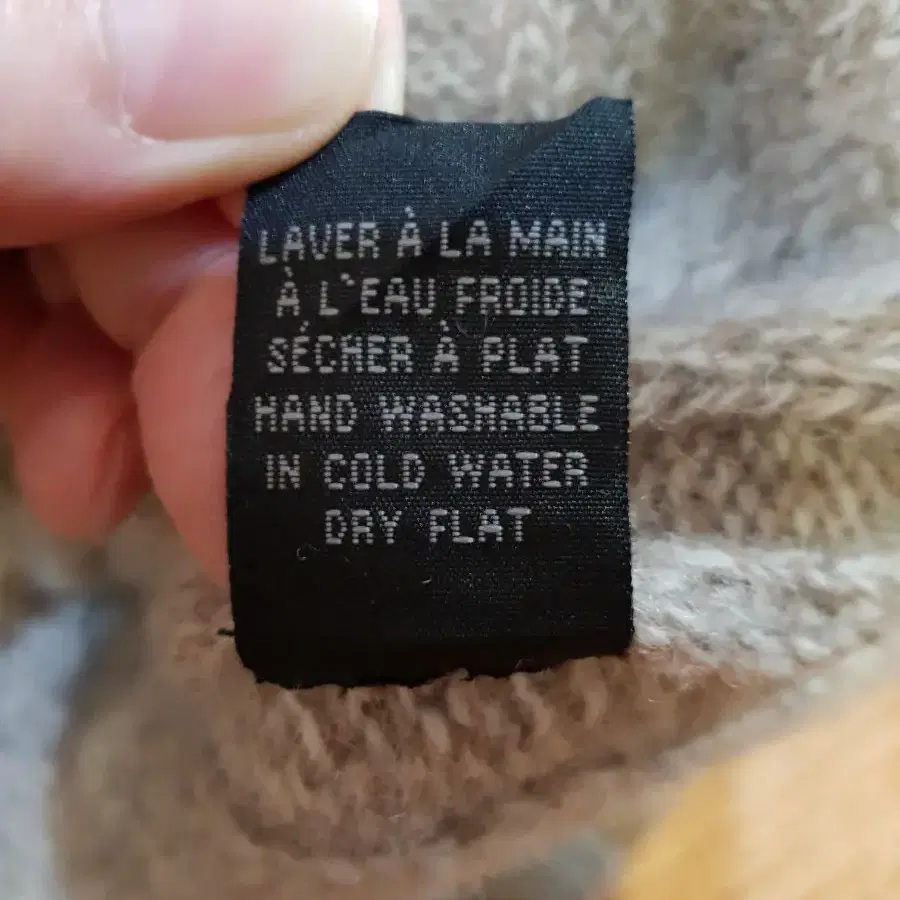 LAVER À LA MAIN
À L'EAU FROIDE
SÉCHER À PLAT
HAND WASHABLE
IN COLD WATER
DRY FLAT